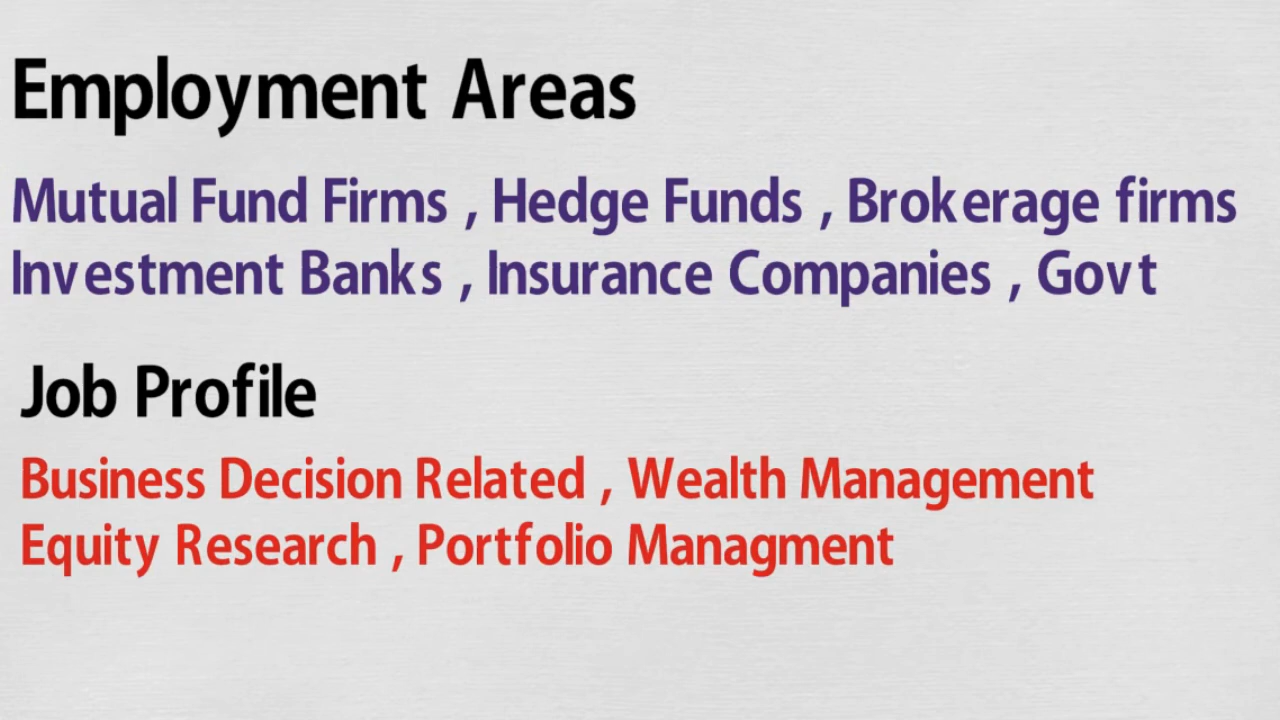 Employment Areas
Mutual Fund Firms , Hedge Funds , Brokerage firms
Investment Banks , Insurance Companies , Govt
Job Profile
Business Decision Related , Wealth Management
Equity Research , Portfolio Managment